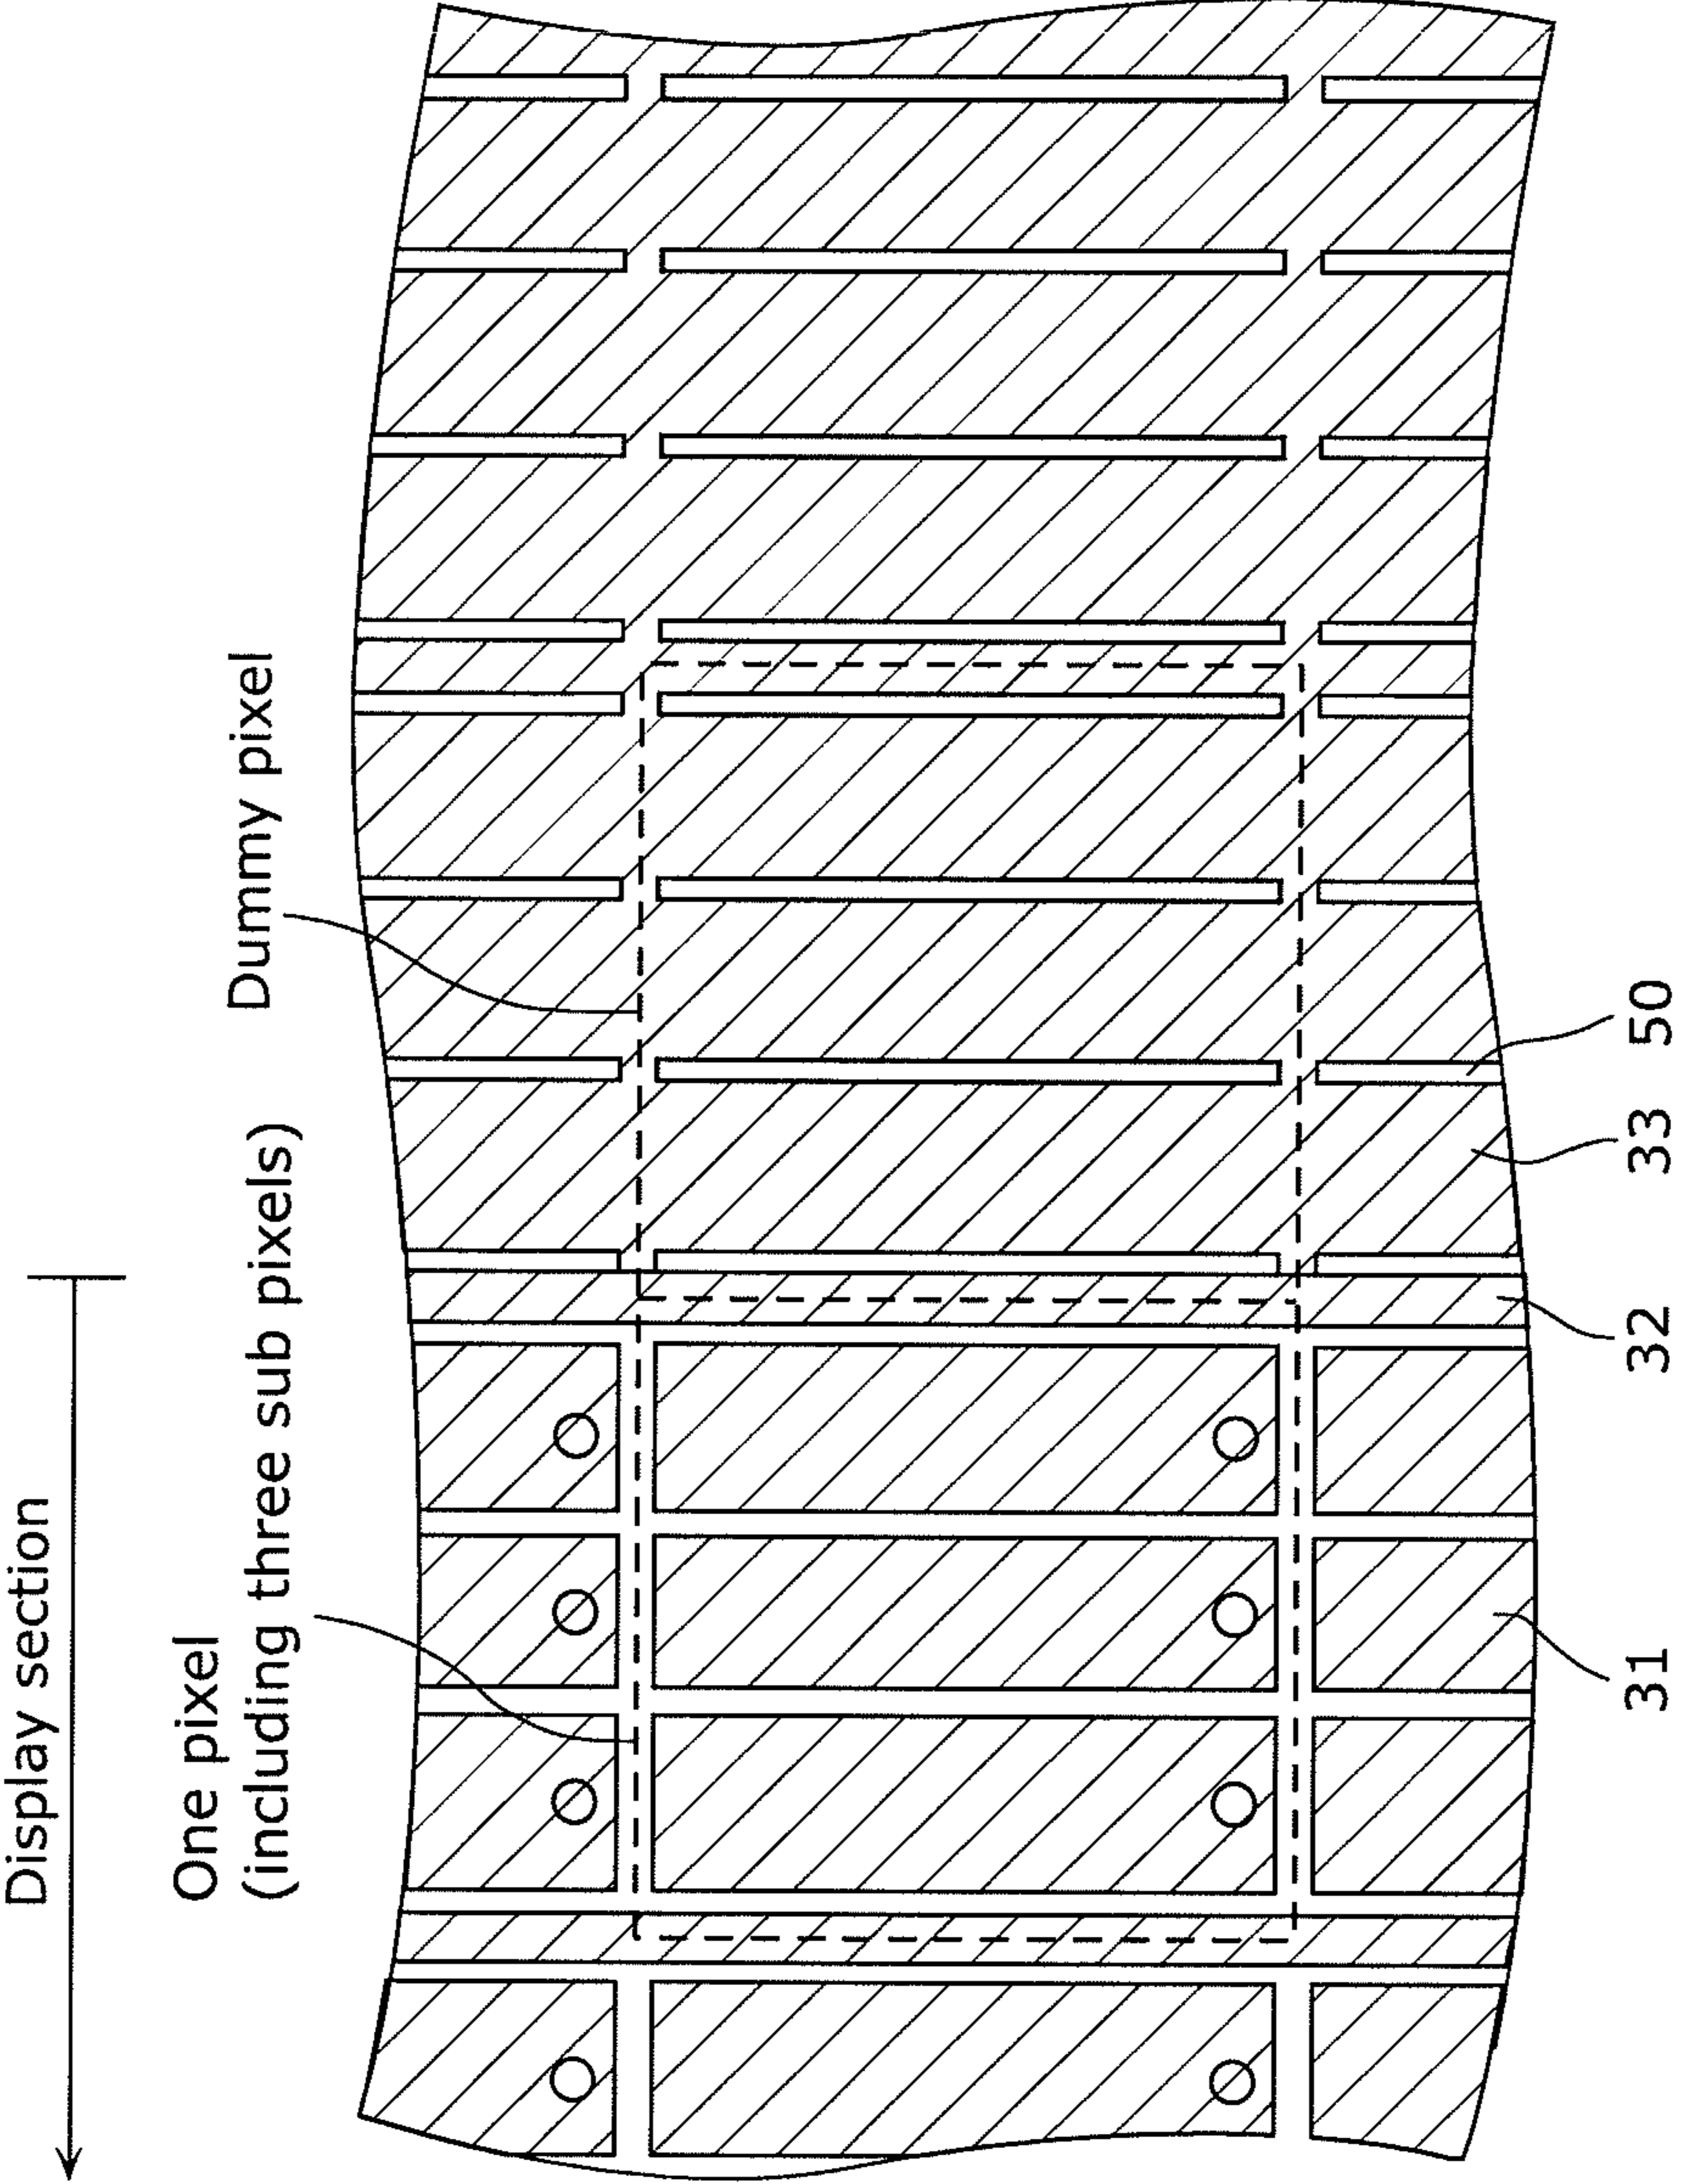 Display section
One pixel
(including three sub pixels)
Dummy pixel
31
32
33
50